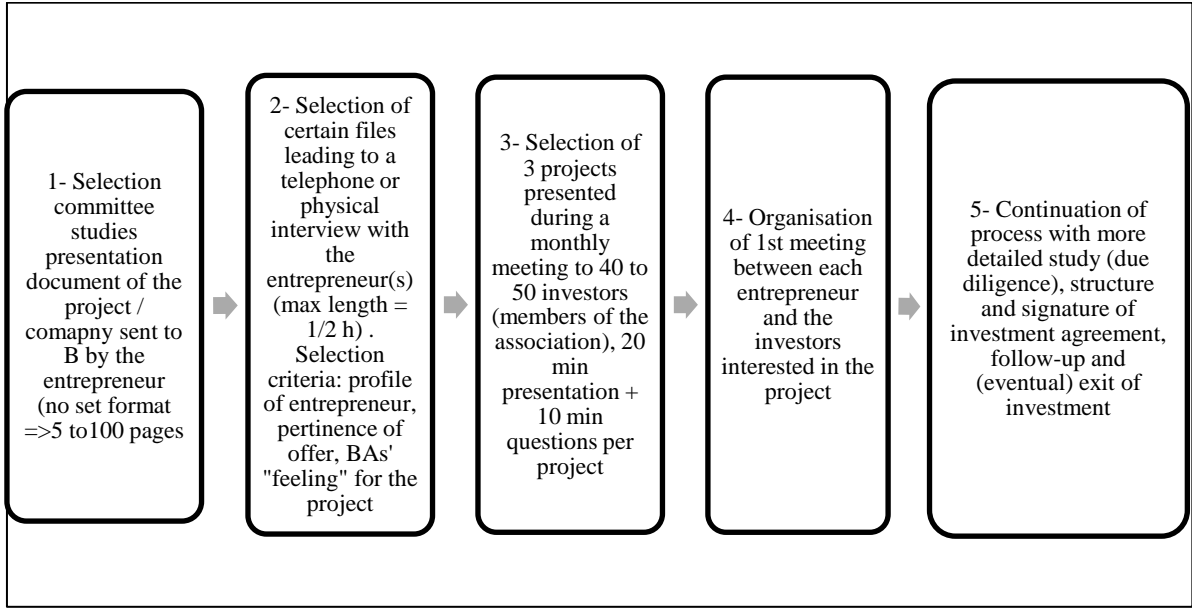 1- Selection
committee
studies
presentation
document of the
project /
comapny sent to
B by the
entrepreneur
(no set format
=>5 to100 pages
2- Selection of
certain files
leading to a
telephone or
physical
interview with
the
entrepreneur(s)
(max length =
1/2 h) .
Selection
criteria: profile
of entrepreneur,
pertinence of
offer, BAs'
"feeling" for the
project
3- Selection of
3 projects
presented
during a
monthly
meeting to 40 to
50 investors
(members of the
association), 20
min
presentation +
10 min
questions per
project
4- Organisation
of 1st meeting
between each
entrepreneur
and the
investors
interested in the
project
5- Continuation of
process with more
detailed study (due
diligence), structure
and signature of
investment agreement,
follow-up and
(eventual) exit of
investment